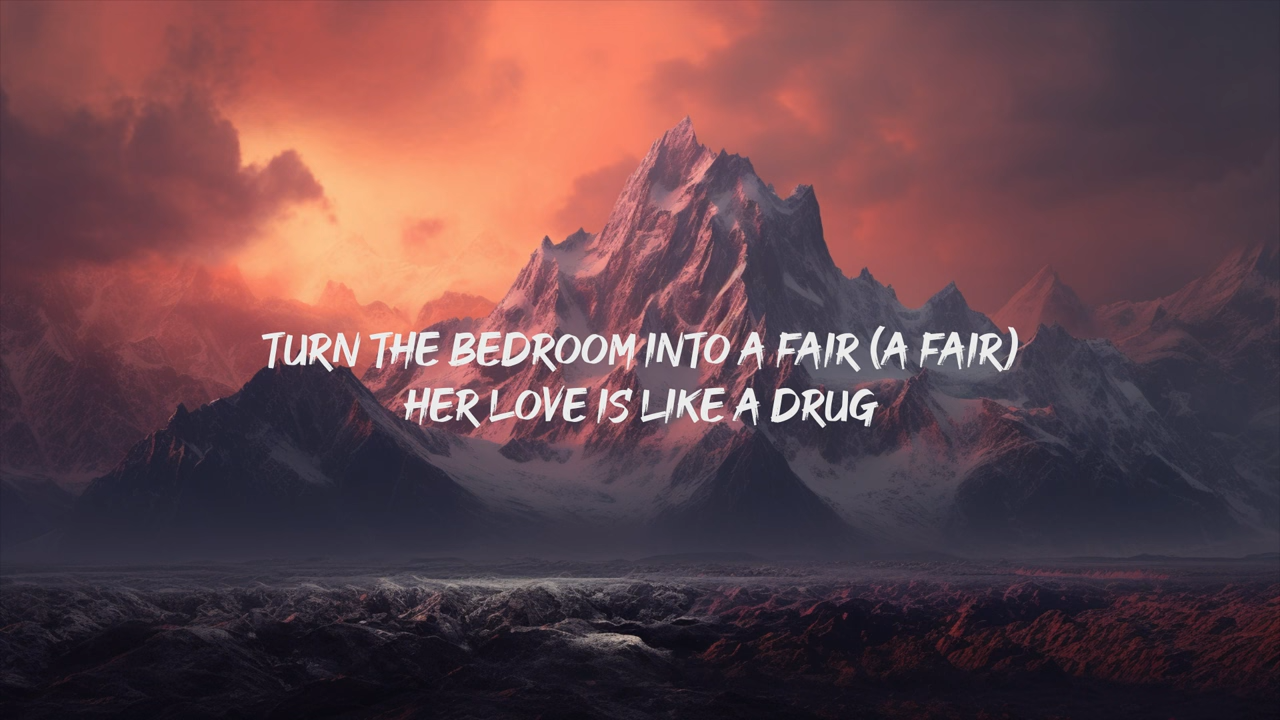 TURN THE BEDROOM INTO A FAIR (A FAIR)
HER LOVE IS LIKE A DRUG